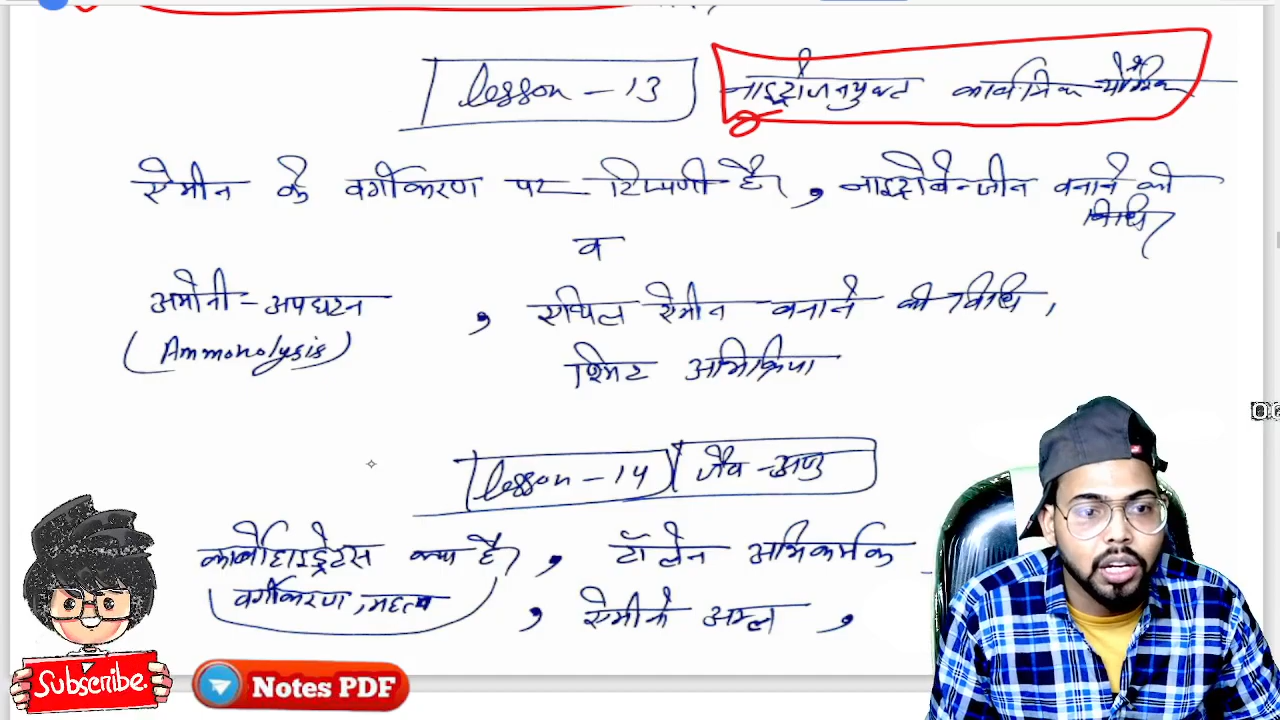 lesson - 13 नाइट्रोजनयुक्त कार्बनिक यौगिक
ऐमीन के वर्गीकरण पर टिप्पणी दें। , नाइट्रोबेन्जीन बनाने की
विधि।
व
अमोनी-अपघटन , एथिल ऐमीन बनाने की विधि ,
(Ammonolysis) श्मिट अभिक्रिया
lesson - 14 जैव-अणु
कार्बोहाइड्रेटस क्या है। , टॉलेन अभिकर्मक
वर्गीकरण, महत्व , ऐमीनो अम्ल ,
Subscribe.
Notes PDF